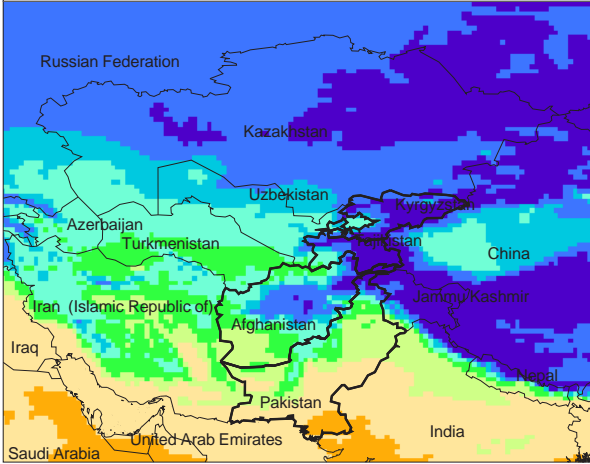 Russian Federation
Kazakhstan
Uzbekistan
Kyrgyzstan
Azerbaijan
Turkmenistan
Tajikistan
China
Jammu Kashmir
Iran (Islamic Republic of)
Afghanistan
Iraq
Nepal
Pakistan
India
United Arab Emirates
Saudi Arabia